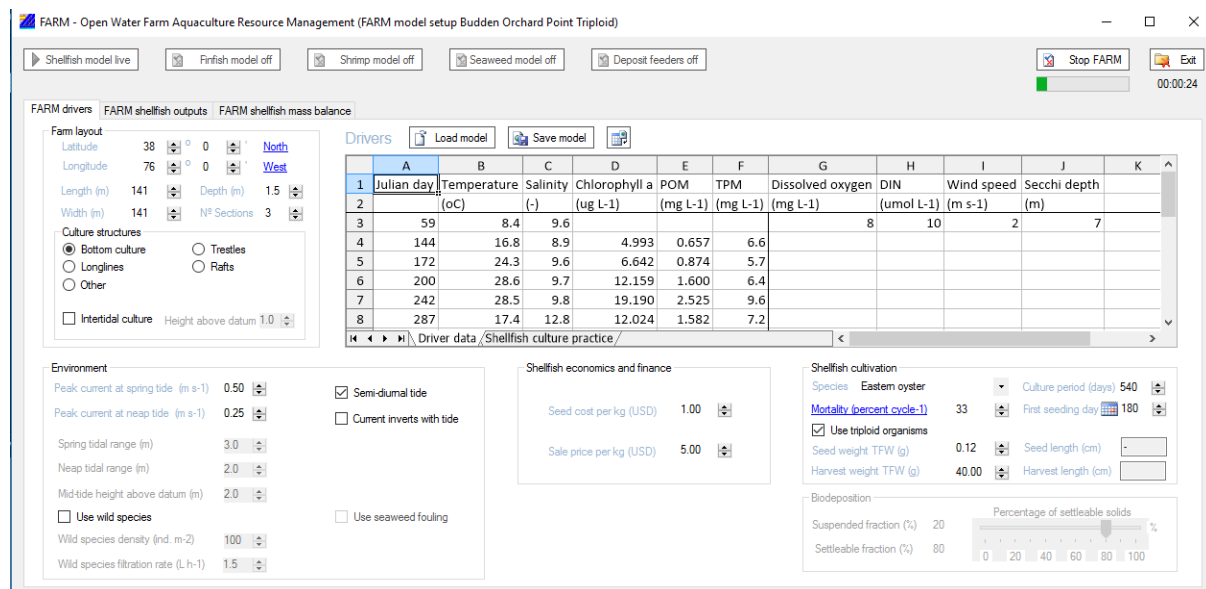 FARM - Open Water Farm Aquaculture Resource Management (FARM model setup Budden Orchard Point Triploid)
Shellfish model live Finfish model off Shrimp model off Seaweed model off Deposit feeders off Stop FARM Exit
00:00:24
FARM drivers FARM shellfish outputs FARM shellfish mass balance
Farm layout
Latitude 38 ° 0 ' North
Longitude 76 ° 0 ' West
Length (m) 141 Depth (m) 1.5
Width (m) 141 Nº Sections 3
Culture structures
Bottom culture Trestles
Longlines Rafts
Other
Intertidal culture Height above datum 1.0
Drivers Load model Save model
A B C D E F G H I J K
1 Julian day Temperature Salinity Chlorophyll a POM TPM Dissolved oxygen DIN Wind speed Secchi depth
2 (oC) (-) (ug L-1) (mg L-1) (mg L-1) (mg L-1) (umol L-1) (m s-1) (m)
3 59 8.4 9.6 8 10 2 7
4 144 16.8 8.9 4.993 0.657 6.6
5 172 24.3 9.6 6.642 0.874 5.7
6 200 28.6 9.7 12.159 1.600 6.4
7 242 28.5 9.8 19.190 2.525 9.6
8 287 17.4 12.8 12.024 1.582 7.2
Driver data Shellfish culture practice
Environment
Peak current at spring tide (m s-1) 0.50
Peak current at neap tide (m s-1) 0.25
Spring tidal range (m) 3.0
Neap tidal range (m) 2.0
Mid-tide height above datum (m) 2.0
Use wild species
Wild species density (ind. m-2) 100
Wild species filtration rate (L h-1) 1.5
Semi-diurnal tide
Current inverts with tide
Use seaweed fouling
Shellfish economics and finance
Seed cost per kg (USD) 1.00
Sale price per kg (USD) 5.00
Shellfish cultivation
Species Eastern oyster Culture period (days) 540
Mortality (percent cycle-1) 33 First seeding day 180
Use triploid organisms
Seed weight TFW (g) 0.12 Seed length (cm) -
Harvest weight TFW (g) 40.00 Harvest length (cm)
Biodeposition
Percentage of settleable solids
Suspended fraction (%) 20 %
Settleable fraction (%) 80
0 20 40 60 80 100